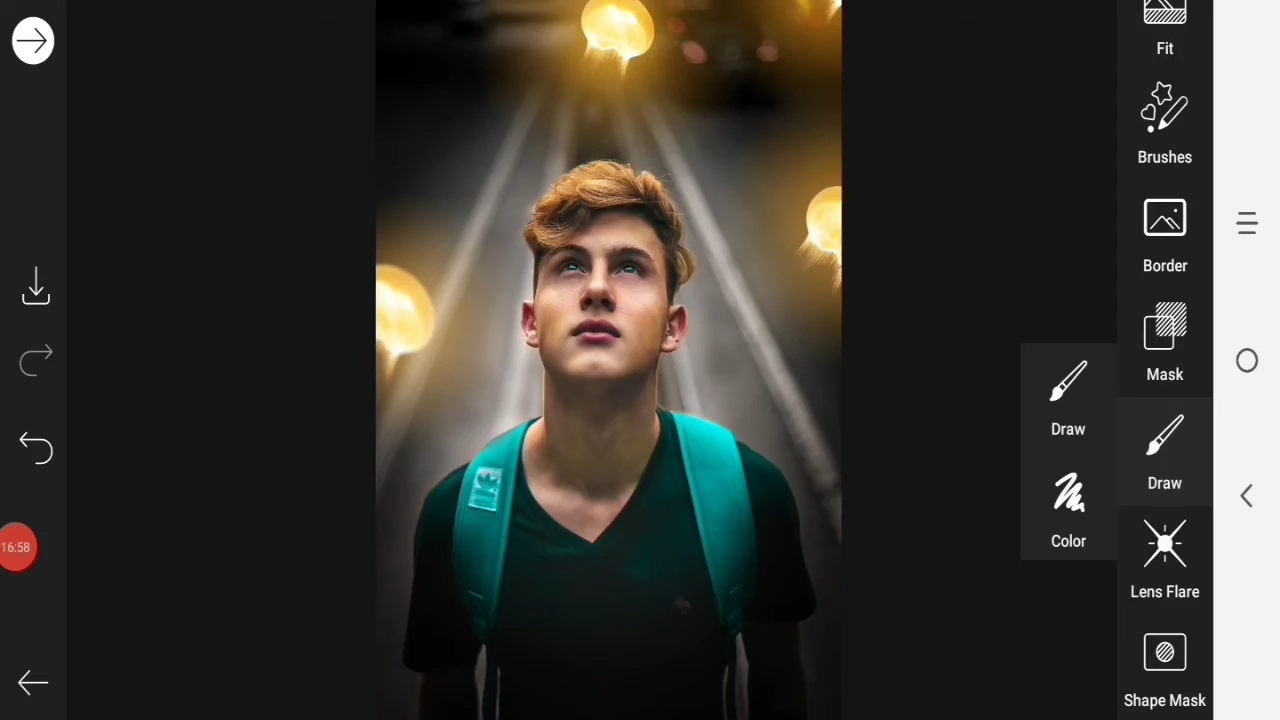 Fit
Brushes
Border
Mask
Draw
Color
Draw
Lens Flare
Shape Mask
16:58